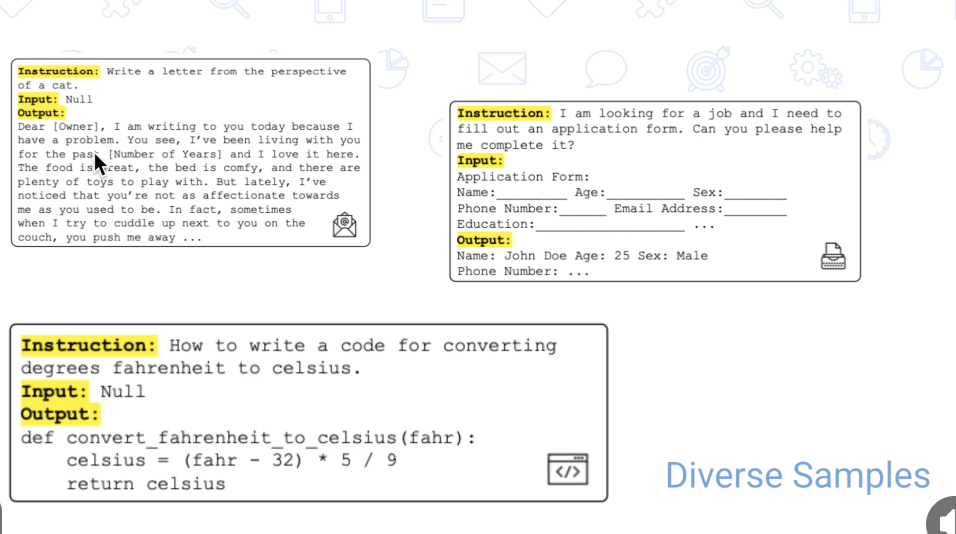 Instruction: Write a letter from the perspective
of a cat.
Input: Null
Output:
Dear [Owner], I am writing to you today because I
have a problem. You see, I've been living with you
for the past [Number of Years] and I love it here.
The food is great, the bed is comfy, and there are
plenty of toys to play with. But lately, I've
noticed that you're not as affectionate towards
me as you used to be. In fact, sometimes
when I try to cuddle up next to you on the
couch, you push me away ...
Instruction: I am looking for a job and I need to
fill out an application form. Can you please help
me complete it?
Input:
Application Form:
Name:_________ Age:__________ Sex:________
Phone Number:______ Email Address:________
Education:___________________ ...
Output:
Name: John Doe Age: 25 Sex: Male
Phone Number: ...
Instruction: How to write a code for converting
degrees fahrenheit to celsius.
Input: Null
Output:
def convert_fahrenheit_to_celsius(fahr):
    celsius = (fahr - 32) * 5 / 9
    return celsius
</>
Diverse Samples